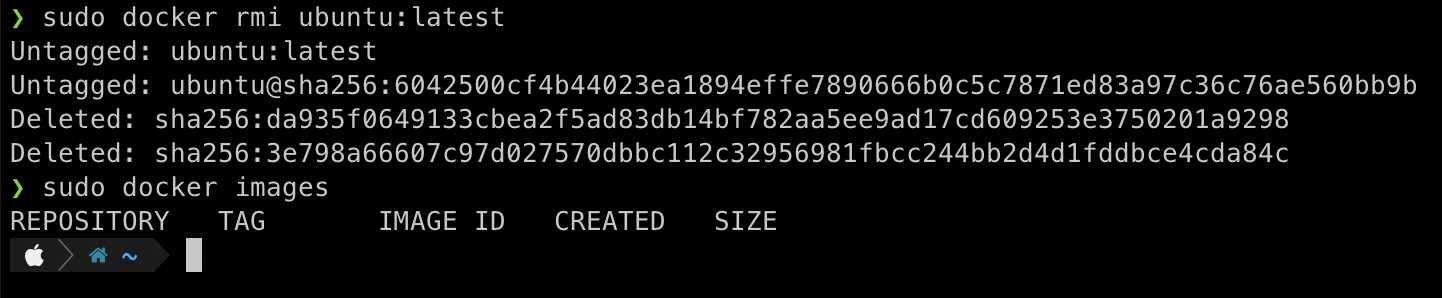 ❯ sudo docker rmi ubuntu:latest
Untagged: ubuntu:latest
Untagged: ubuntu@sha256:6042500cf4b44023ea1894effe7890666b0c5c7871ed83a97c36c76ae560bb9b
Deleted: sha256:da935f0649133cbea2f5ad83db14bf782aa5ee9ad17cd609253e3750201a9298
Deleted: sha256:3e798a66607c97d027570dbbc112c32956981fbcc244bb2d4d1fddbce4cda84c
❯ sudo docker images
REPOSITORY   TAG       IMAGE ID   CREATED   SIZE
~